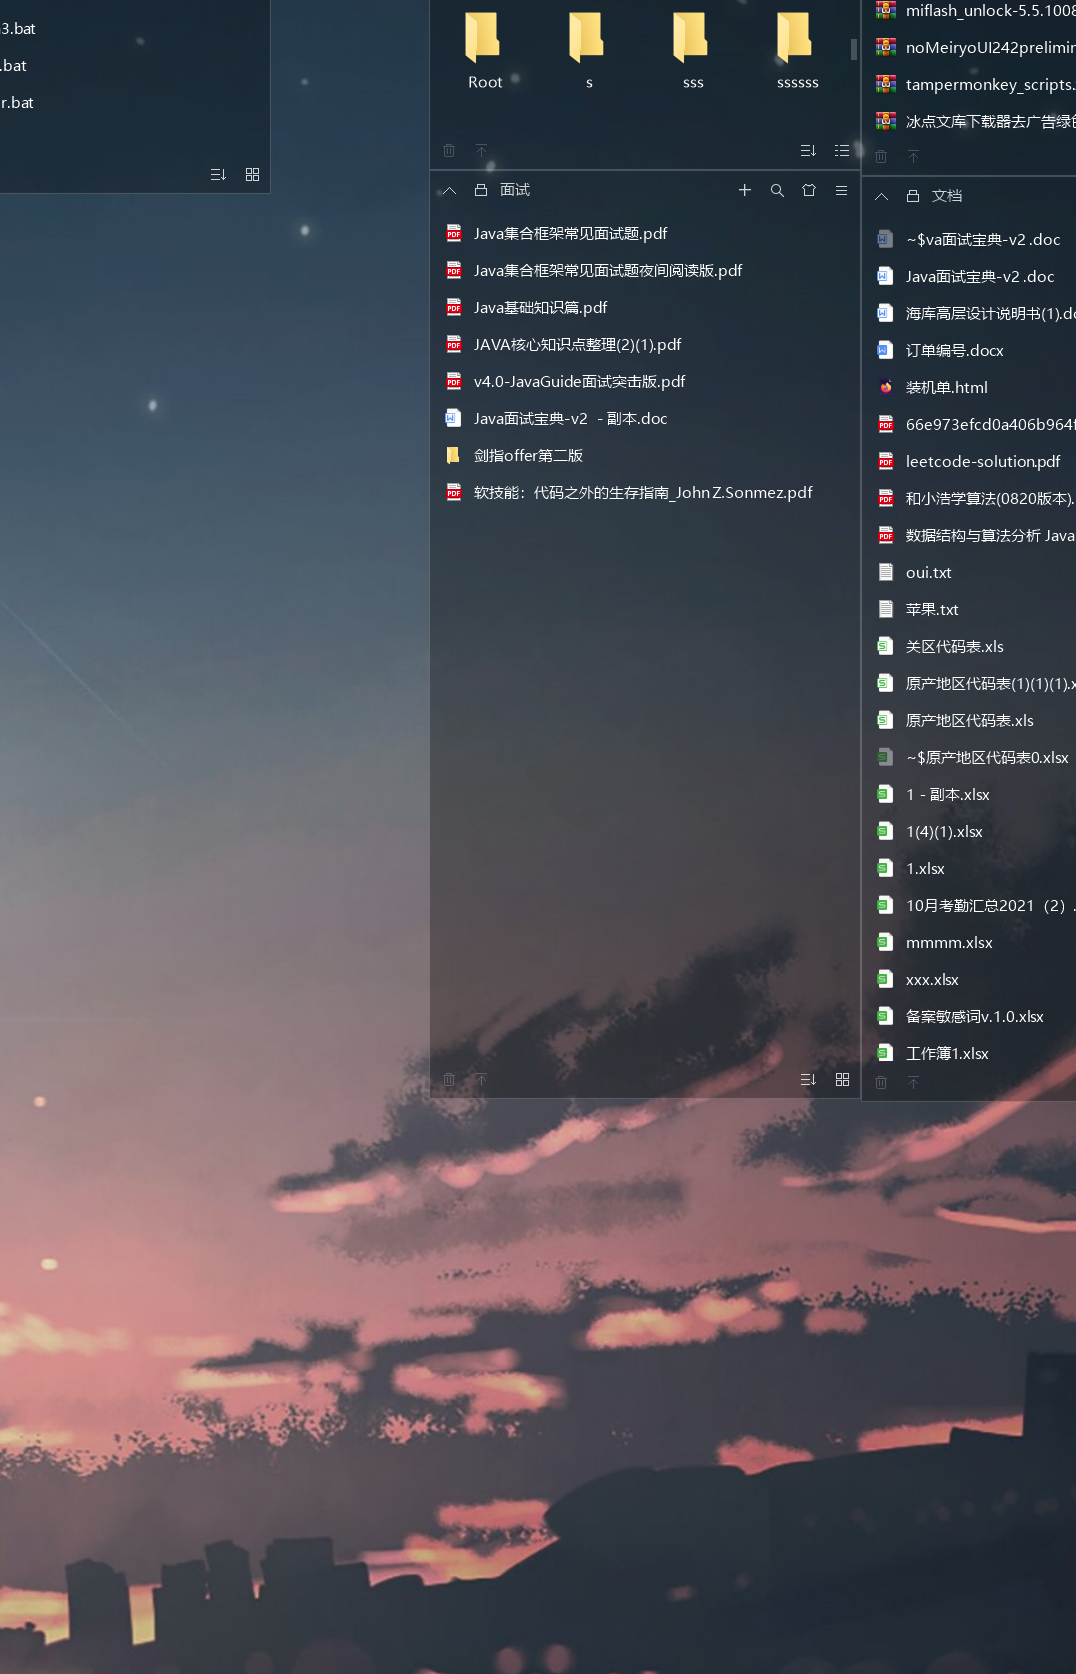 3.bat
.bat
r.bat
Root
s
sss
ssssss
miflash_unlock-5.5.1008
noMeiryoUI242prelimin
tampermonkey_scripts.
冰点文库下载器去广告绿
面试
Java集合框架常见面试题.pdf
Java集合框架常见面试题夜间阅读版.pdf
Java基础知识篇.pdf
JAVA核心知识点整理(2)(1).pdf
v4.0-JavaGuide面试突击版.pdf
Java面试宝典-v2 - 副本.doc
剑指offer第二版
软技能：代码之外的生存指南_JohnZ.Sonmez.pdf
文档
~$va面试宝典-v2 .doc
Java面试宝典-v2 .doc
海库高层设计说明书(1).do
订单编号.docx
装机单.html
66e973efcd0a406b964f
leetcode-solution.pdf
和小浩学算法(0820版本).
数据结构与算法分析 Java
oui.txt
苹果.txt
关区代码表.xls
原产地区代码表(1)(1)(1).x
原产地区代码表.xls
~$原产地区代码表0.xlsx
1 - 副本.xlsx
1(4)(1).xlsx
1.xlsx
10月考勤汇总2021（2）.
mmmm.xlsx
xxx.xlsx
备案敏感词v.1.0.xlsx
工作簿1.xlsx